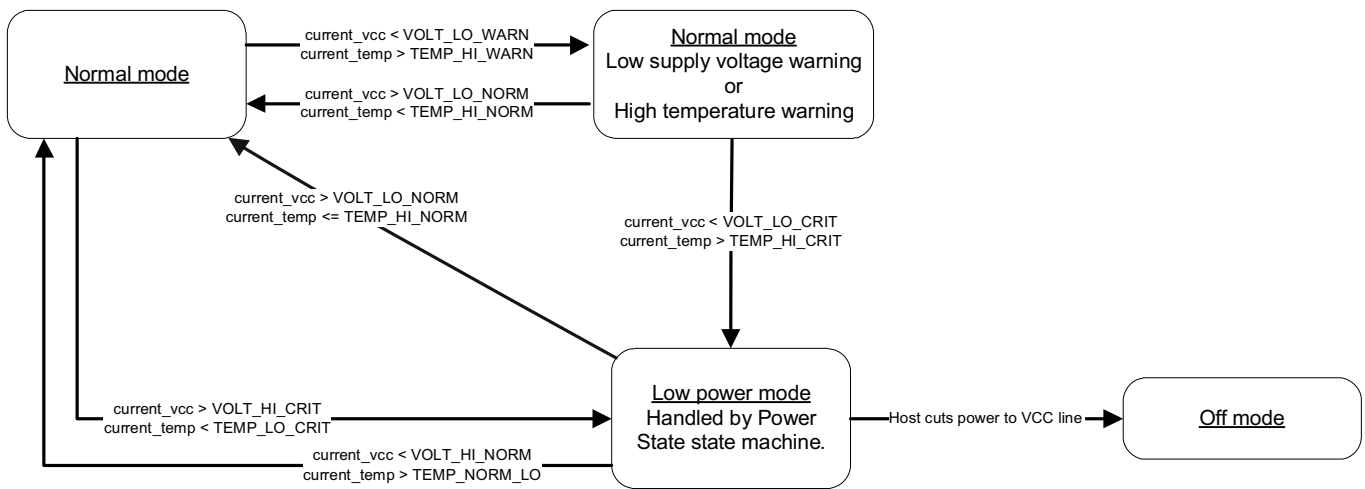 Normal mode
current_vcc < VOLT_LO_WARN
current_temp > TEMP_HI_WARN
Normal mode
Low supply voltage warning
or
High temperature warning
current_vcc > VOLT_LO_NORM
current_temp < TEMP_HI_NORM
current_vcc > VOLT_LO_NORM
current_temp <= TEMP_HI_NORM
current_vcc < VOLT_LO_CRIT
current_temp > TEMP_HI_CRIT
current_vcc > VOLT_HI_CRIT
current_temp < TEMP_LO_CRIT
current_vcc < VOLT_HI_NORM
current_temp > TEMP_NORM_LO
Low power mode
Handled by Power
State state machine.
Host cuts power to VCC line
Off mode